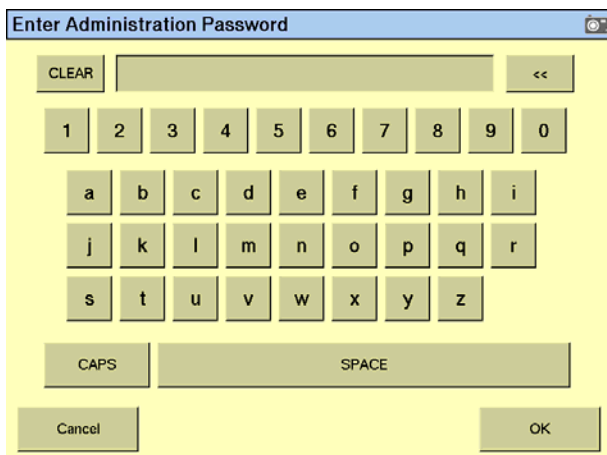 Enter Administration Password
CLEAR <<
1 2 3 4 5 6 7 8 9 0
a b c d e f g h i
j k l m n o p q r
s t u v w x y z
CAPS SPACE
Cancel OK